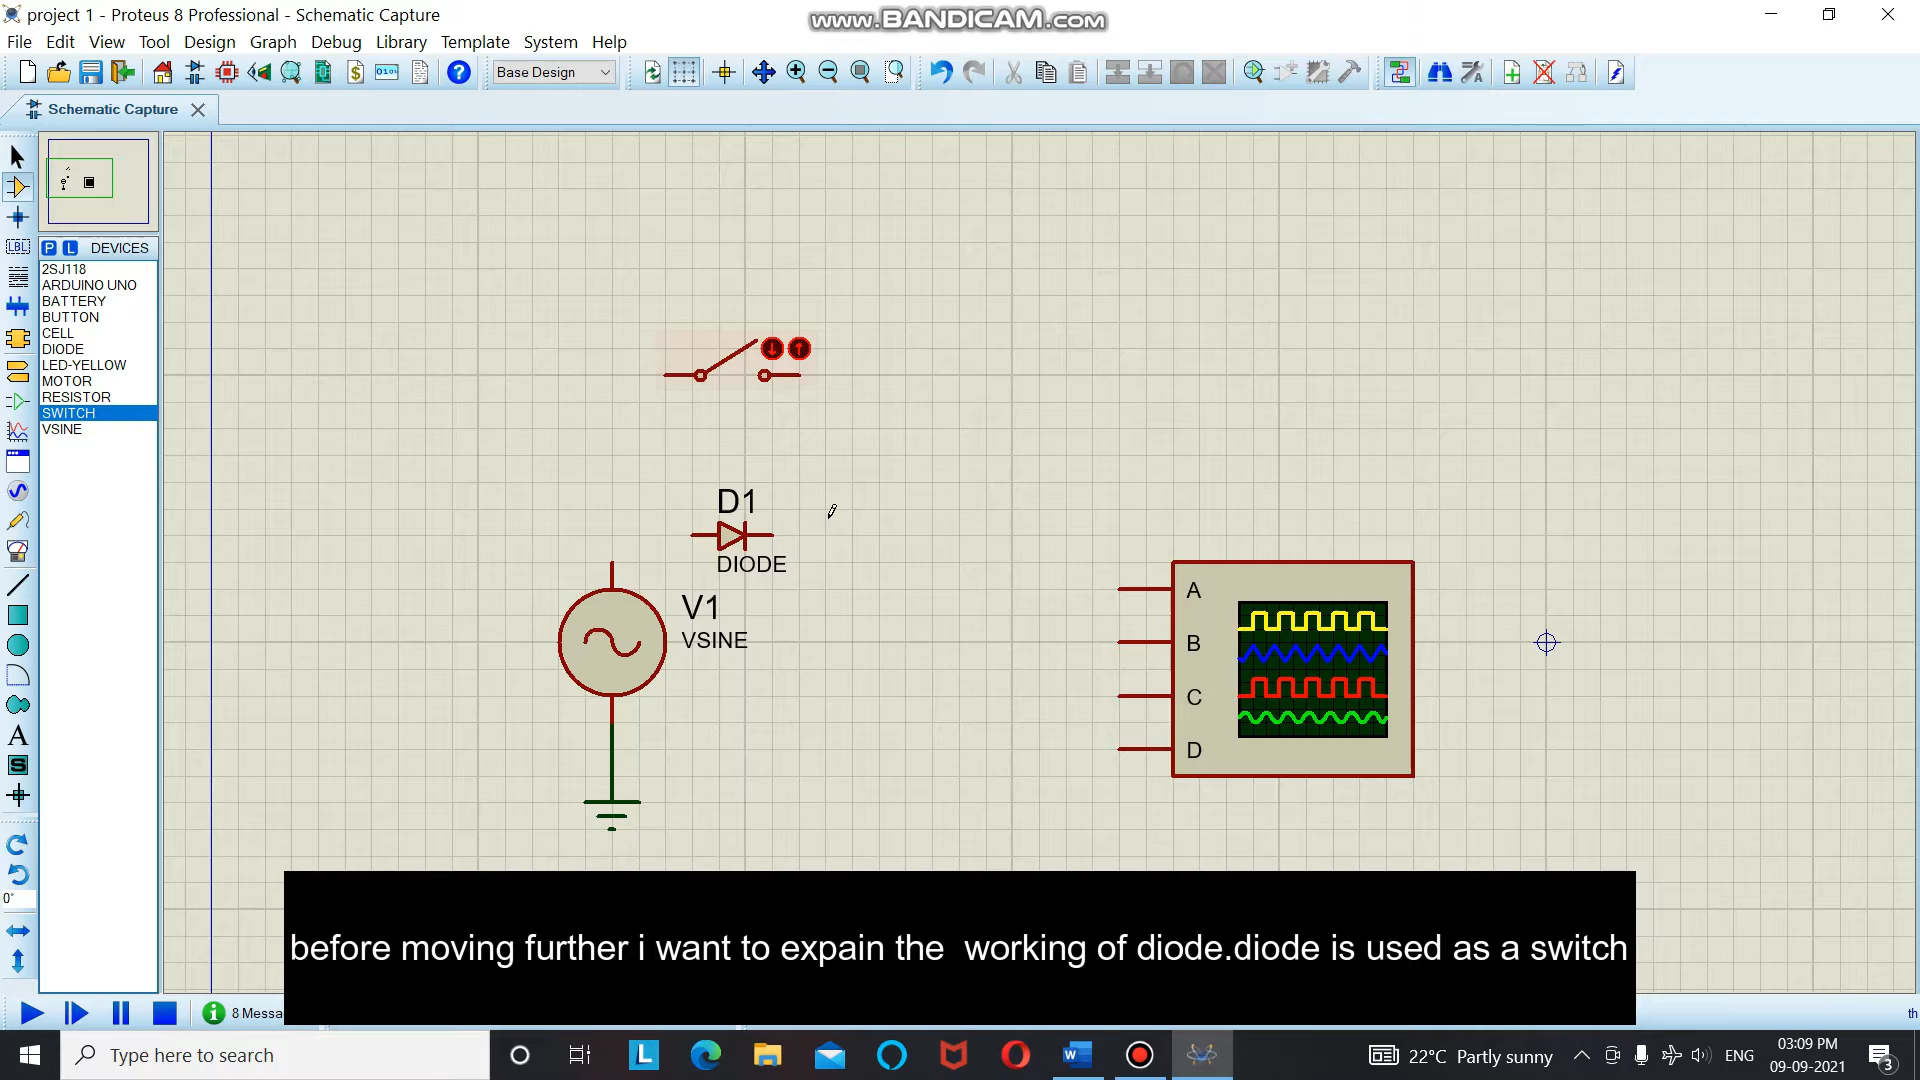 project 1 - Proteus 8 Professional - Schematic Capture
www.BANDICAM.com
File Edit View Tool Design Graph Debug Library Template System Help
Base Design
Schematic Capture
P L DEVICES
2SJ118
ARDUINO UNO
BATTERY
BUTTON
CELL
DIODE
LED-YELLOW
MOTOR
RESISTOR
SWITCH
VSINE
LBL
A
S
0°
D1
DIODE
V1
VSINE
A
B
C
D
before moving further i want to expain the  working of diode.diode is used as a switch
8 Messa
th
Type here to search
L
22°C Partly sunny
ENG
03:09 PM
09-09-2021
3